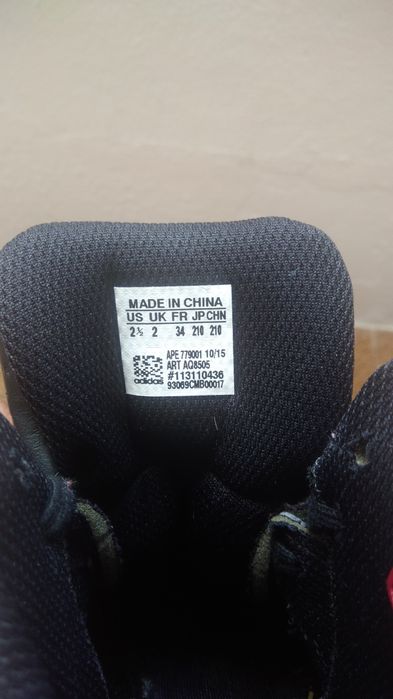 MADE IN CHINA
US UK FR JP CHN
2½ 2 34 210 210
APE 779001 10/15
ART AQ8505
#113110436
93069CMB00017
adidas